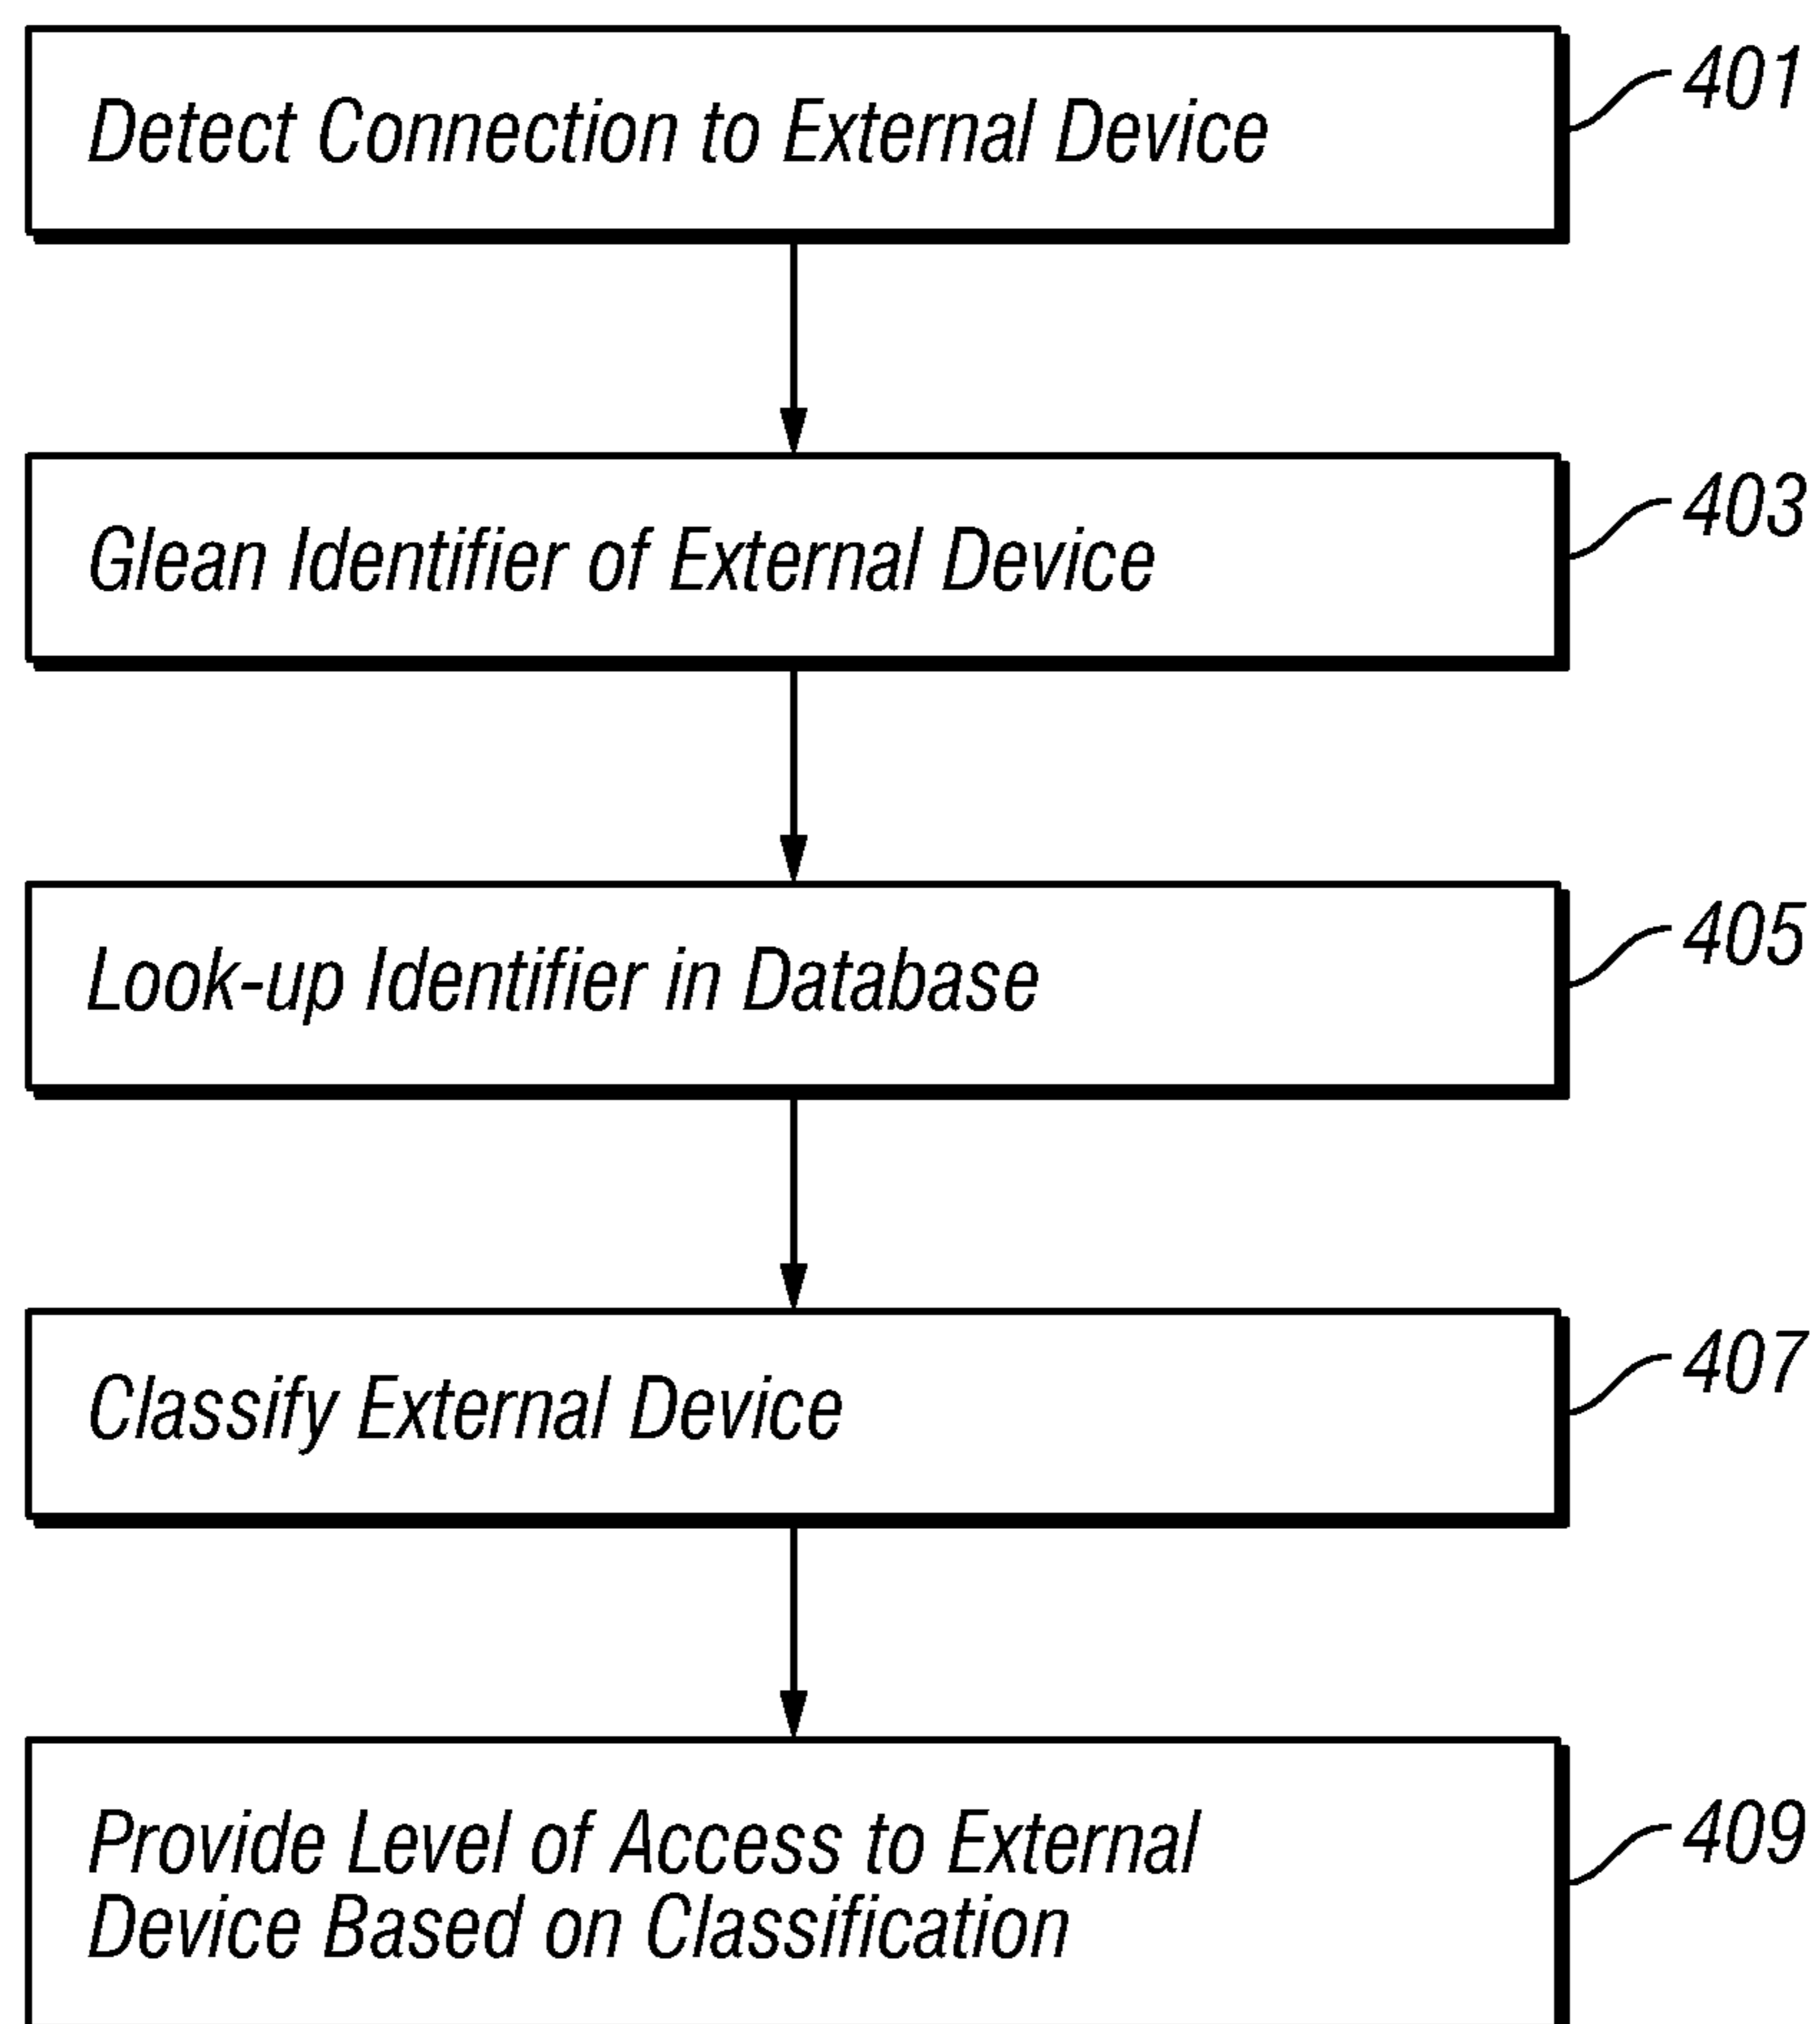 Detect Connection to External Device
401
Glean Identifier of External Device
403
Look-up Identifier in Database
405
Classify External Device
407
Provide Level of Access to External
Device Based on Classification
409